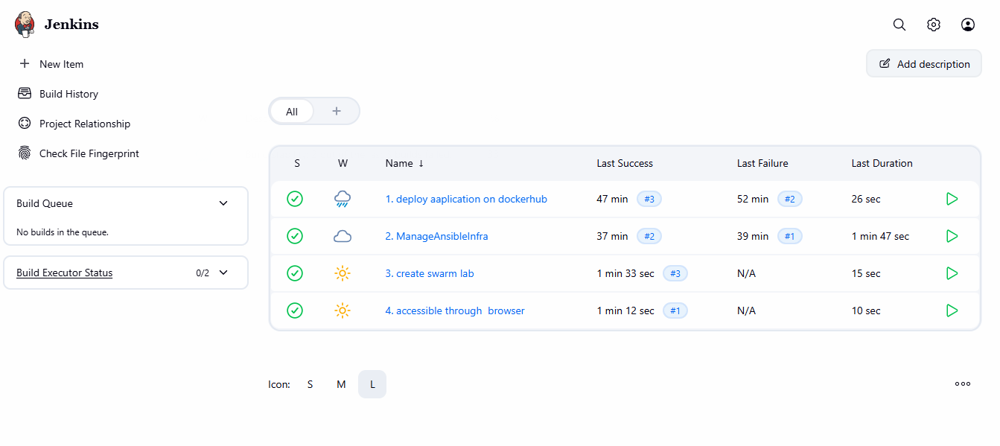 Jenkins
New Item
Add description
Build History
Project Relationship
Check File Fingerprint
Build Queue
No builds in the queue.
Build Executor Status 0/2
All +
S W Name ↓ Last Success Last Failure Last Duration
1. deploy aaplication on dockerhub 47 min #3 52 min #2 26 sec
2. ManageAnsibleInfra 37 min #2 39 min #1 1 min 47 sec
3. create swarm lab 1 min 33 sec #3 N/A 15 sec
4. accessible through  browser 1 min 12 sec #1 N/A 10 sec
Icon: S M L